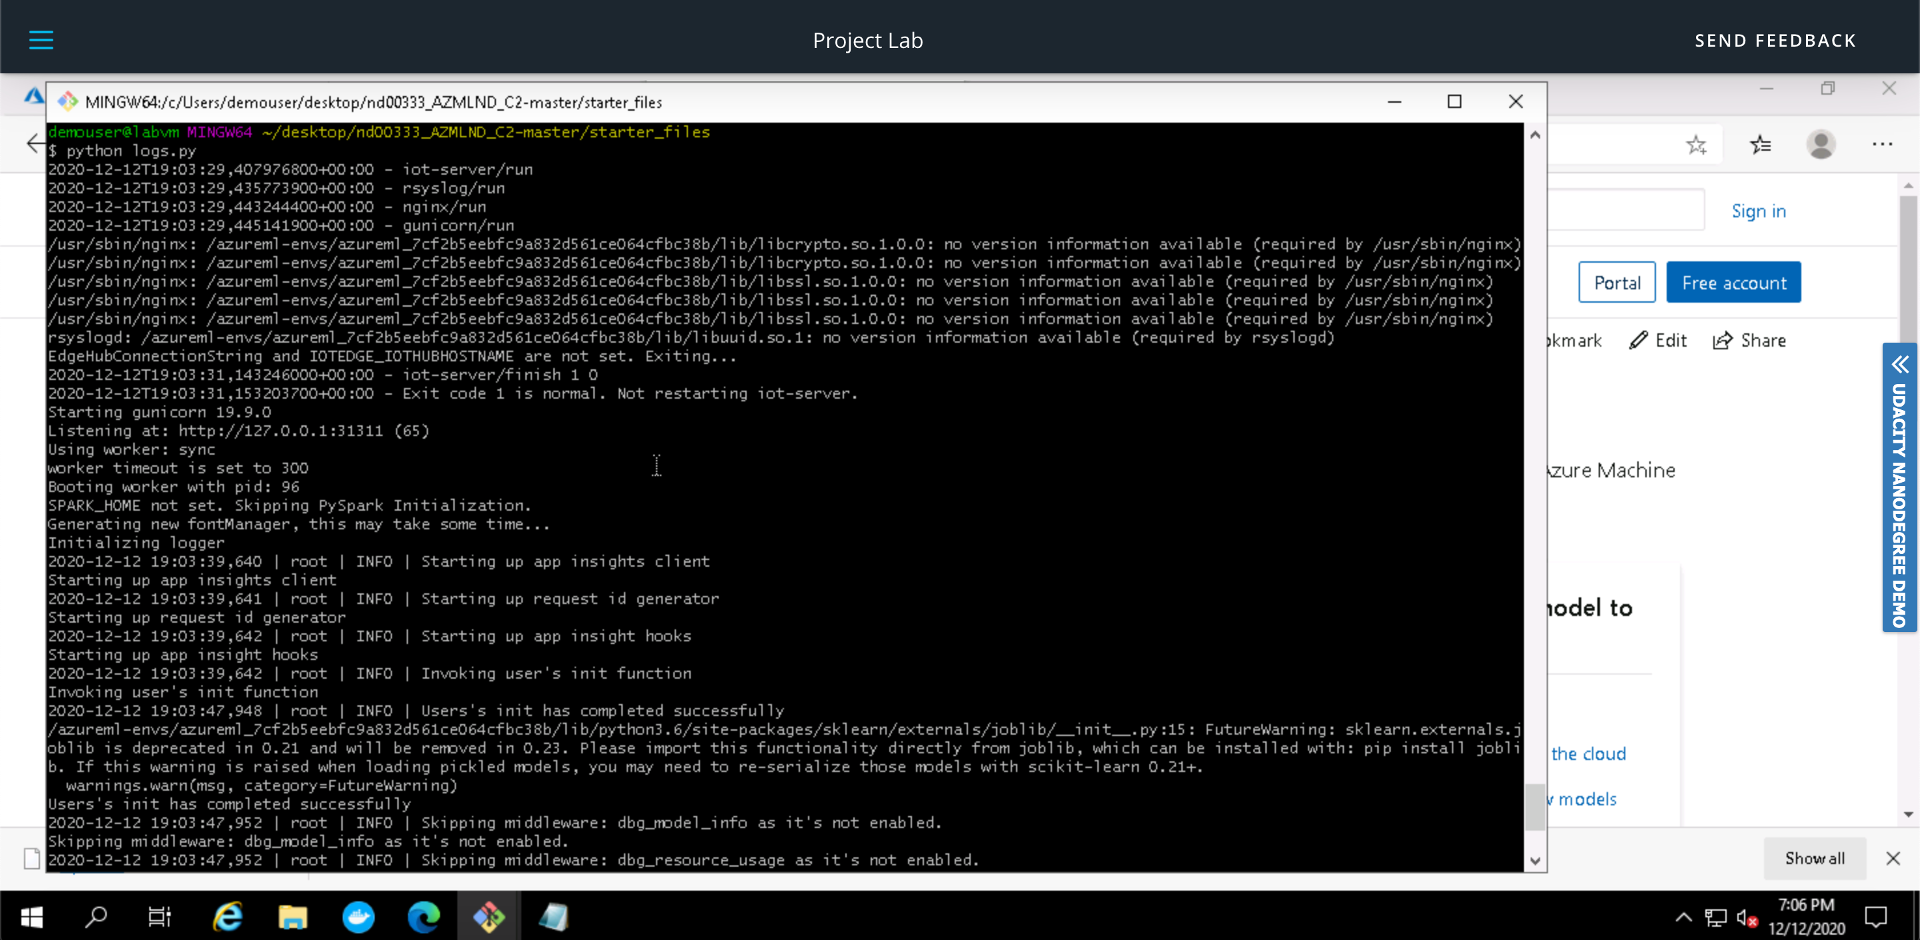 Project Lab
SEND FEEDBACK
MINGW64:/c/Users/demouser/desktop/nd00333_AZMLND_C2-master/starter_files
demouser@labvm MINGW64 ~/desktop/nd00333_AZMLND_C2-master/starter_files
$ python logs.py
2020-12-12T19:03:29,407976800+00:00 - iot-server/run
2020-12-12T19:03:29,435773900+00:00 - rsyslog/run
2020-12-12T19:03:29,443244400+00:00 - nginx/run
2020-12-12T19:03:29,445141900+00:00 - gunicorn/run
/usr/sbin/nginx: /azureml-envs/azureml_7cf2b5eebfc9a832d561ce064cfbc38b/lib/libcrypto.so.1.0.0: no version information available (required by /usr/sbin/nginx)
/usr/sbin/nginx: /azureml-envs/azureml_7cf2b5eebfc9a832d561ce064cfbc38b/lib/libcrypto.so.1.0.0: no version information available (required by /usr/sbin/nginx)
/usr/sbin/nginx: /azureml-envs/azureml_7cf2b5eebfc9a832d561ce064cfbc38b/lib/libssl.so.1.0.0: no version information available (required by /usr/sbin/nginx)
/usr/sbin/nginx: /azureml-envs/azureml_7cf2b5eebfc9a832d561ce064cfbc38b/lib/libssl.so.1.0.0: no version information available (required by /usr/sbin/nginx)
/usr/sbin/nginx: /azureml-envs/azureml_7cf2b5eebfc9a832d561ce064cfbc38b/lib/libssl.so.1.0.0: no version information available (required by /usr/sbin/nginx)
rsyslogd: /azureml-envs/azureml_7cf2b5eebfc9a832d561ce064cfbc38b/lib/libuuid.so.1: no version information available (required by rsyslogd)
EdgeHubConnectionString and IOTEDGE_IOTHUBHOSTNAME are not set. Exiting...
2020-12-12T19:03:31,143246000+00:00 - iot-server/finish 1 0
2020-12-12T19:03:31,153203700+00:00 - Exit code 1 is normal. Not restarting iot-server.
Starting gunicorn 19.9.0
Listening at: http://127.0.0.1:31311 (65)
Using worker: sync
worker timeout is set to 300
Booting worker with pid: 96
SPARK_HOME not set. Skipping PySpark Initialization.
Generating new fontManager, this may take some time...
Initializing logger
2020-12-12 19:03:39,640 | root | INFO | Starting up app insights client
Starting up app insights client
2020-12-12 19:03:39,641 | root | INFO | Starting up request id generator
Starting up request id generator
2020-12-12 19:03:39,642 | root | INFO | Starting up app insight hooks
Starting up app insight hooks
2020-12-12 19:03:39,642 | root | INFO | Invoking user's init function
Invoking user's init function
2020-12-12 19:03:47,948 | root | INFO | Users's init has completed successfully
/azureml-envs/azureml_7cf2b5eebfc9a832d561ce064cfbc38b/lib/python3.6/site-packages/sklearn/externals/joblib/__init__.py:15: FutureWarning: sklearn.externals.j
oblib is deprecated in 0.21 and will be removed in 0.23. Please import this functionality directly from joblib, which can be installed with: pip install jobli
b. If this warning is raised when loading pickled models, you may need to re-serialize those models with scikit-learn 0.21+.
warnings.warn(msg, category=FutureWarning)
Users's init has completed successfully
2020-12-12 19:03:47,952 | root | INFO | Skipping middleware: dbg_model_info as it's not enabled.
Skipping middleware: dbg_model_info as it's not enabled.
2020-12-12 19:03:47,952 | root | INFO | Skipping middleware: dbg_resource_usage as it's not enabled.
Sign in
Portal
Free account
okmark
Edit
Share
Azure Machine
model to
the cloud
models
Show all
UDACITY NANODEGREE DEMO
7:06 PM
12/12/2020